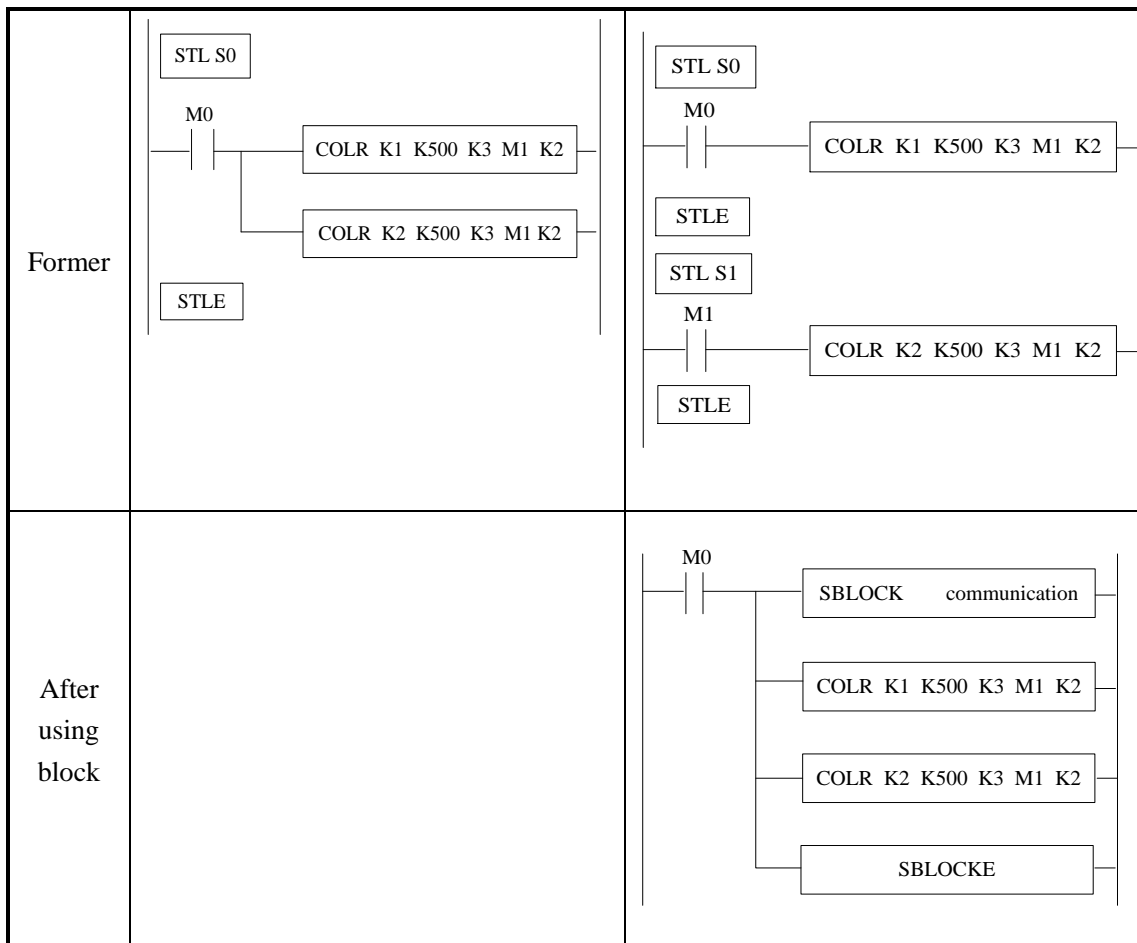 Former
STL S0
M0
COLR K1 K500 K3 M1 K2
COLR K2 K500 K3 M1 K2
STLE
STL S0
M0
COLR K1 K500 K3 M1 K2
STLE
STL S1
M1
COLR K2 K500 K3 M1 K2
STLE
After
using
block
M0
SBLOCK communication
COLR K1 K500 K3 M1 K2
COLR K2 K500 K3 M1 K2
SBLOCKE